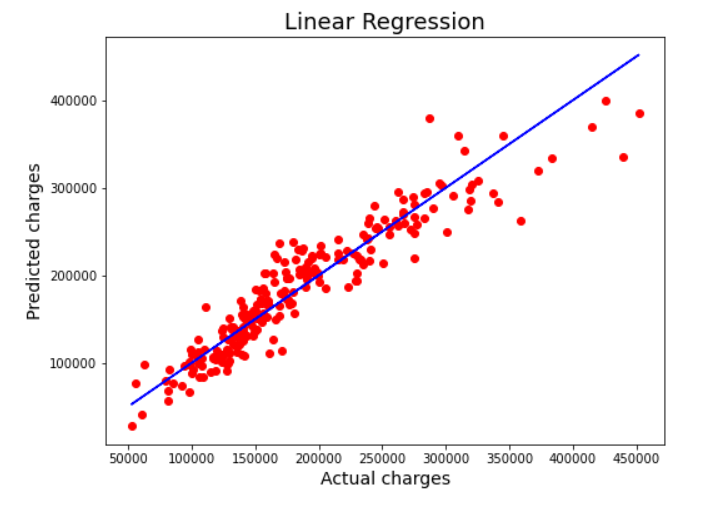 Linear Regression
Predicted charges
400000
300000
200000
100000
50000 100000 150000 200000 250000 300000 350000 400000 450000
Actual charges